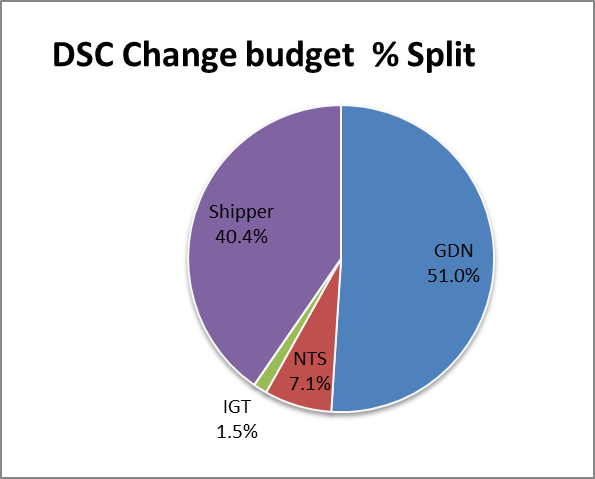 DSC Change budget  % Split
Shipper
40.4%
GDN
51.0%
NTS
7.1%
IGT
1.5%